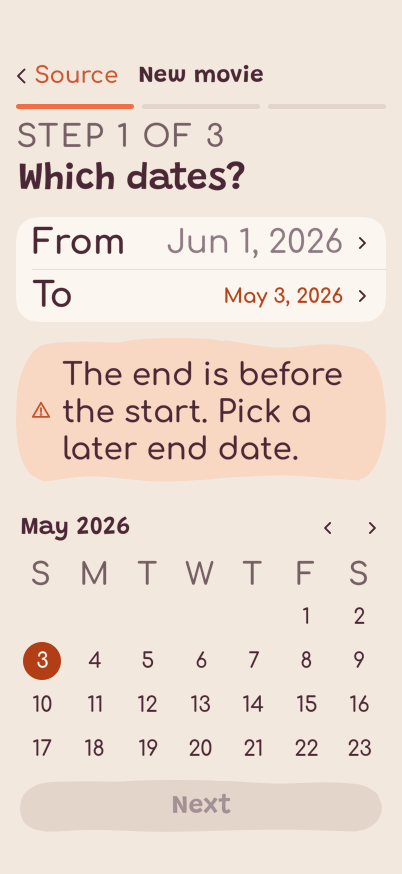 Source New movie
STEP 1 OF 3
Which dates?
From Jun 1, 2026
To May 3, 2026
The end is before
the start. Pick a
later end date.
May 2026
S M T W T F S
1 2
3 4 5 6 7 8 9
10 11 12 13 14 15 16
17 18 19 20 21 22 23
Next